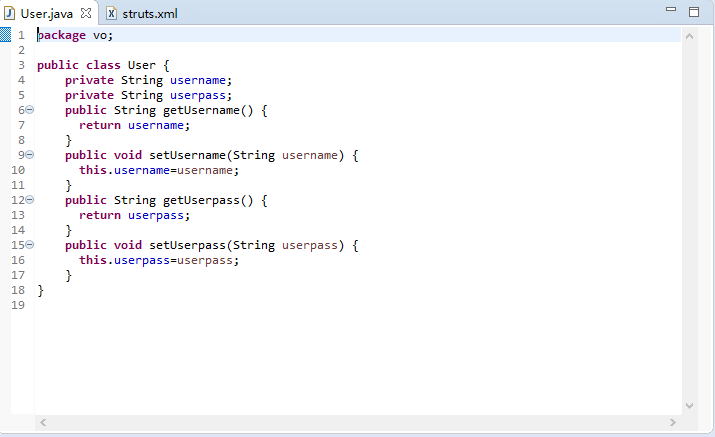 User.java struts.xml
1 package vo;
2
3 public class User {
4 private String username;
5 private String userpass;
6 public String getUsername() {
7 return username;
8 }
9 public void setUsername(String username) {
10 this.username=username;
11 }
12 public String getUserpass() {
13 return userpass;
14 }
15 public void setUserpass(String userpass) {
16 this.userpass=userpass;
17 }
18 }
19